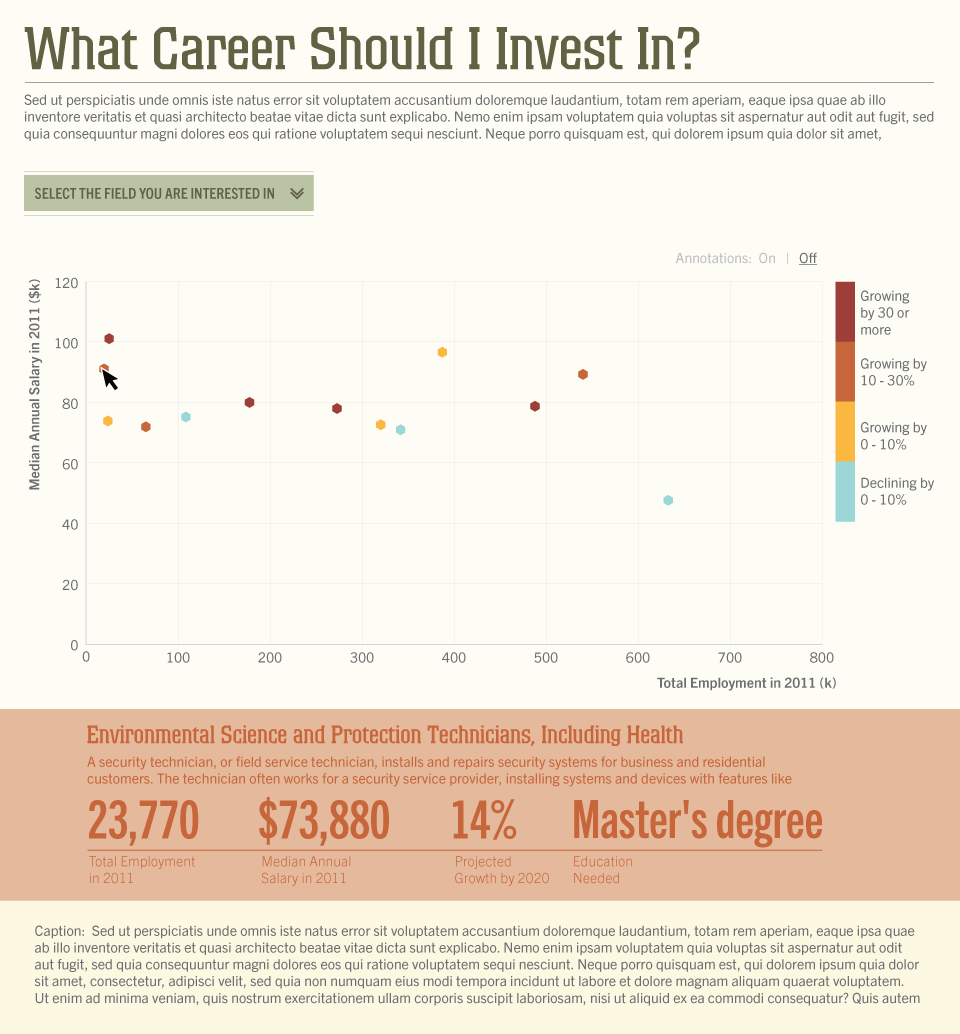 What Career Should I Invest In?
Sed ut perspiciatis unde omnis iste natus error sit voluptatem accusantium doloremque laudantium, totam rem aperiam, eaque ipsa quae ab illo
inventore veritatis et quasi architecto beatae vitae dicta sunt explicabo. Nemo enim ipsam voluptatem quia voluptas sit aspernatur aut odit aut fugit, sed
quia consequuntur magni dolores eos qui ratione voluptatem sequi nesciunt. Neque porro quisquam est, qui dolorem ipsum quia dolor sit amet,
SELECT THE FIELD YOU ARE INTERESTED IN
Annotations: On | Off
Median Annual Salary in 2011 ($k)
120
100
80
60
40
20
0
0 100 200 300 400 500 600 700 800
Total Employment in 2011 (k)
Growing
by 30 or
more
Growing by
10 - 30%
Growing by
0 - 10%
Declining by
0 - 10%
Environmental Science and Protection Technicians, Including Health
A security technician, or field service technician, installs and repairs security systems for business and residential
customers. The technician often works for a security service provider, installing systems and devices with features like
23,770 $73,880 14% Master's degree
Total Employment Median Annual Projected Education
in 2011 Salary in 2011 Growth by 2020 Needed
Caption: Sed ut perspiciatis unde omnis iste natus error sit voluptatem accusantium doloremque laudantium, totam rem aperiam, eaque ipsa quae
ab illo inventore veritatis et quasi architecto beatae vitae dicta sunt explicabo. Nemo enim ipsam voluptatem quia voluptas sit aspernatur aut odit
aut fugit, sed quia consequuntur magni dolores eos qui ratione voluptatem sequi nesciunt. Neque porro quisquam est, qui dolorem ipsum quia dolor
sit amet, consectetur, adipisci velit, sed quia non numquam eius modi tempora incidunt ut labore et dolore magnam aliquam quaerat voluptatem.
Ut enim ad minima veniam, quis nostrum exercitationem ullam corporis suscipit laboriosam, nisi ut aliquid ex ea commodi consequatur? Quis autem